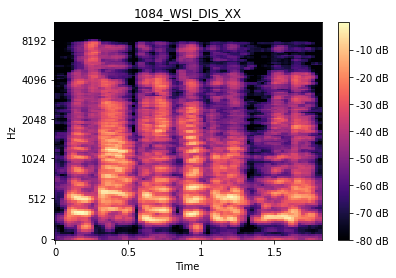 1084_WSI_DIS_XX
8192
4096
2048
1024
512
0
Hz
0
0.5
1
1.5
Time
-10 dB
-20 dB
-30 dB
-40 dB
-50 dB
-60 dB
-70 dB
-80 dB